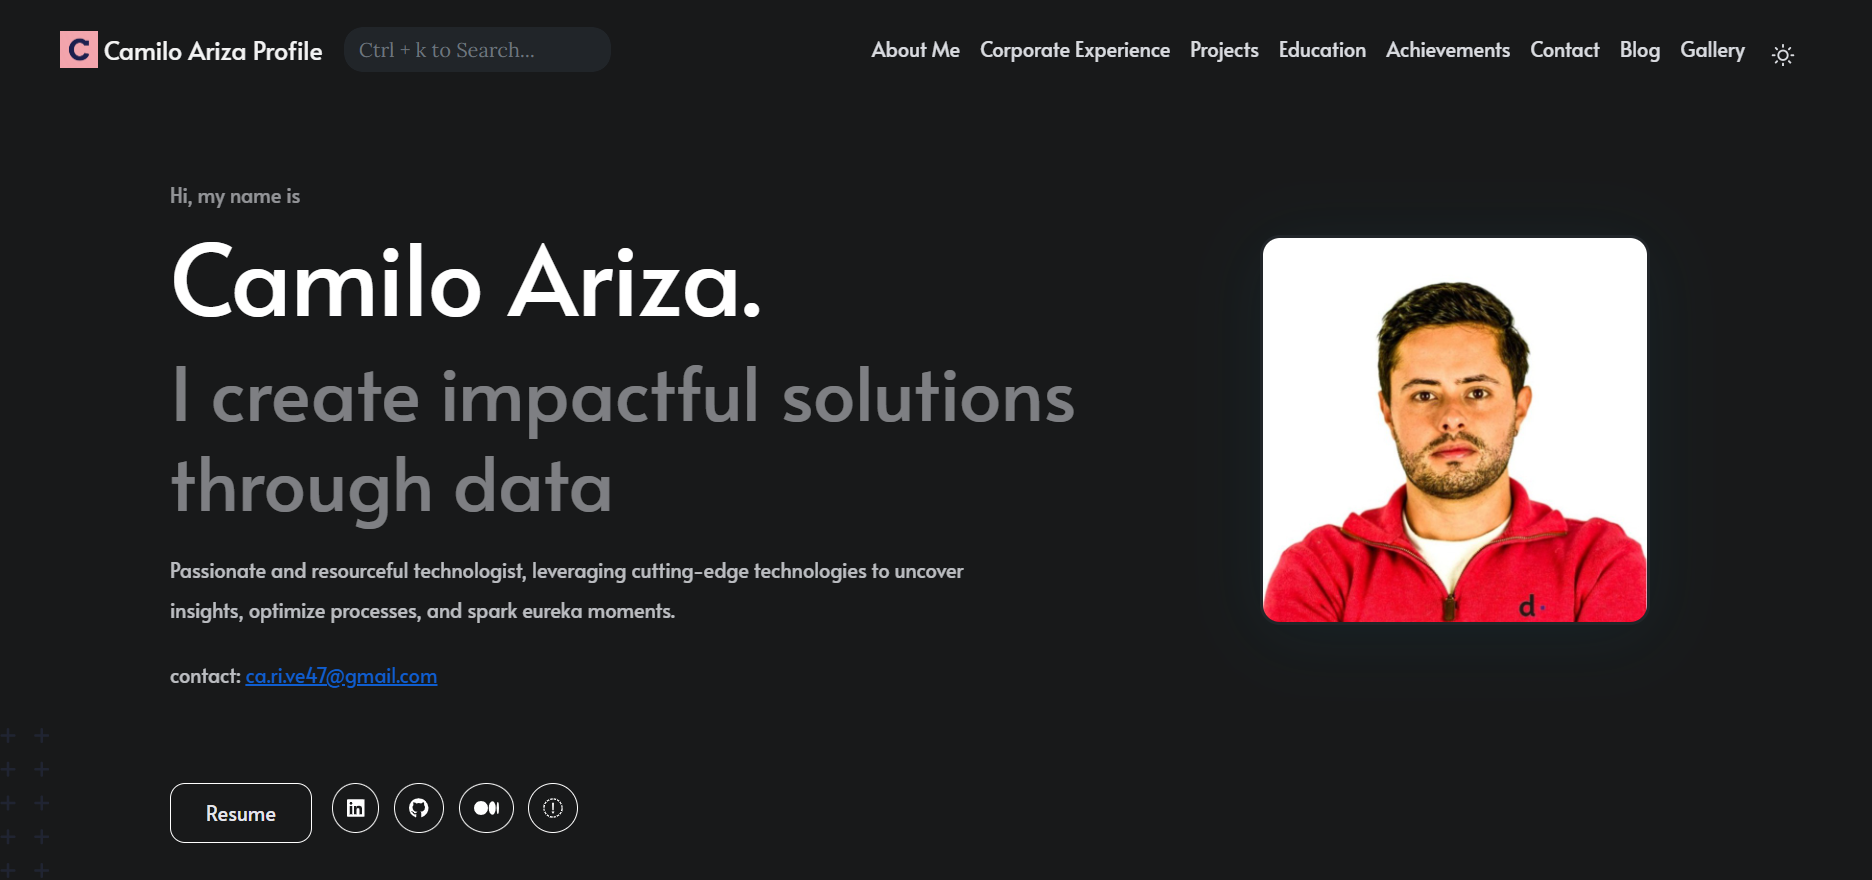 C Camilo Ariza Profile
Ctrl + k to Search...
About Me Corporate Experience Projects Education Achievements Contact Blog Gallery
Hi, my name is
Camilo Ariza.
I create impactful solutions
through data
Passionate and resourceful technologist, leveraging cutting-edge technologies to uncover
insights, optimize processes, and spark eureka moments.
contact: ca.ri.ve47@gmail.com
d
Resume
in